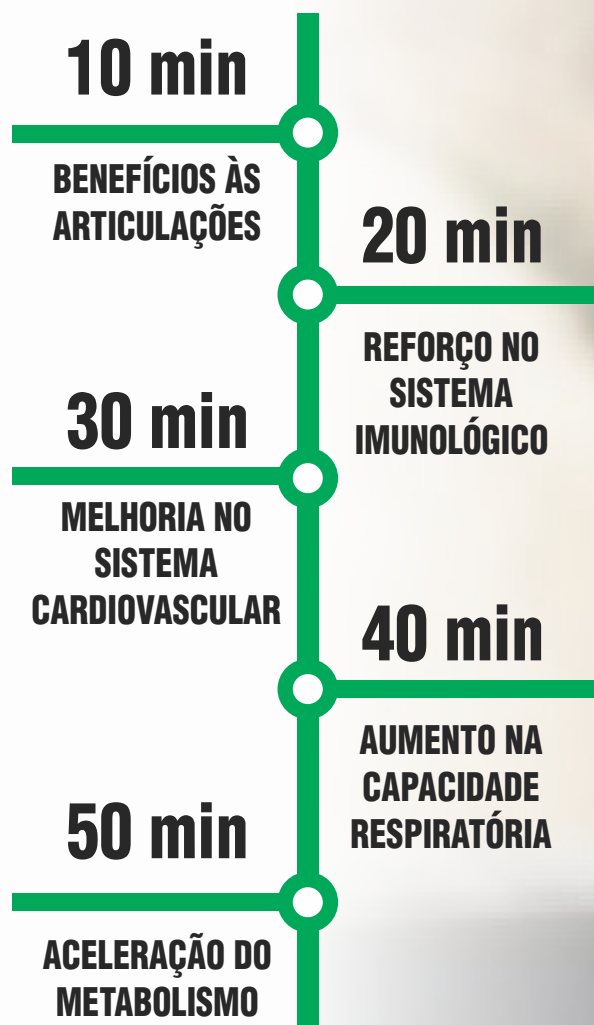 10 min
BENEFÍCIOS ÀS
ARTICULAÇÕES
20 min
REFORÇO NO
SISTEMA
IMUNOLÓGICO
30 min
MELHORIA NO
SISTEMA
CARDIOVASCULAR
40 min
AUMENTO NA
CAPACIDADE
RESPIRATÓRIA
50 min
ACELERAÇÃO DO
METABOLISMO